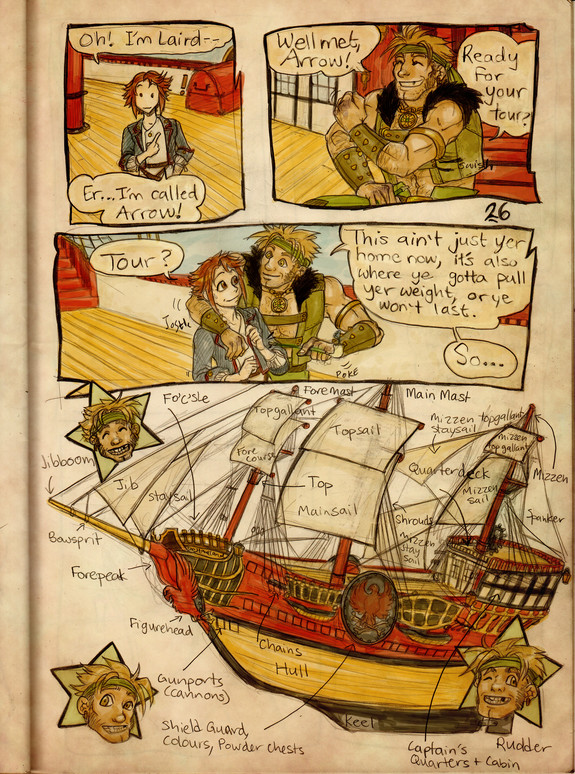 Oh! I'm Laird--
Er...I'm called
Arrow!
Well met,
Arrow!
Ready
For
your
tour?
Squish
26
Tour?
Jostle
This ain't just yer
home now, it's also
where ye gotta pull
yer weight, or ye
won't last.
So...
POKE
Fo'c'sle
Foremast
Main Mast
Topgallant
Topsail
Mizzen topgallant
staysail
Mizzen
Topgallant
Mizzen
Jibboom
Jib
Staysail
Fore
course
Top
Mainsail
Quarterdeck
Mizzen
sail
Shrouds
Spanker
Mizzen
Stay
Sail
Bowsprit
Forepeak
Figurehead
Chains
Hull
Gunports
(cannons)
Shield Guard,
Colours, Powder chests
Keel
Captain's
Quarters + Cabin
Rudder